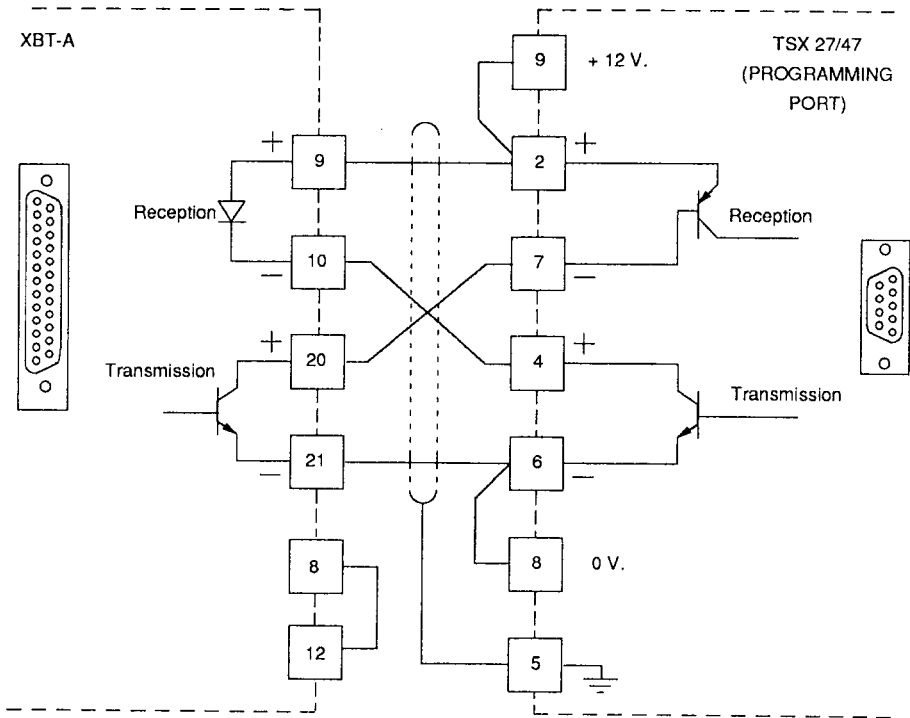 XBT-A
TSX 27/47
(PROGRAMMING
PORT)
9
+ 12 V.
+
9
2
+
Reception
Reception
−
10
7
−
+
20
4
+
Transmission
Transmission
−
21
6
−
8
8
0 V.
12
5